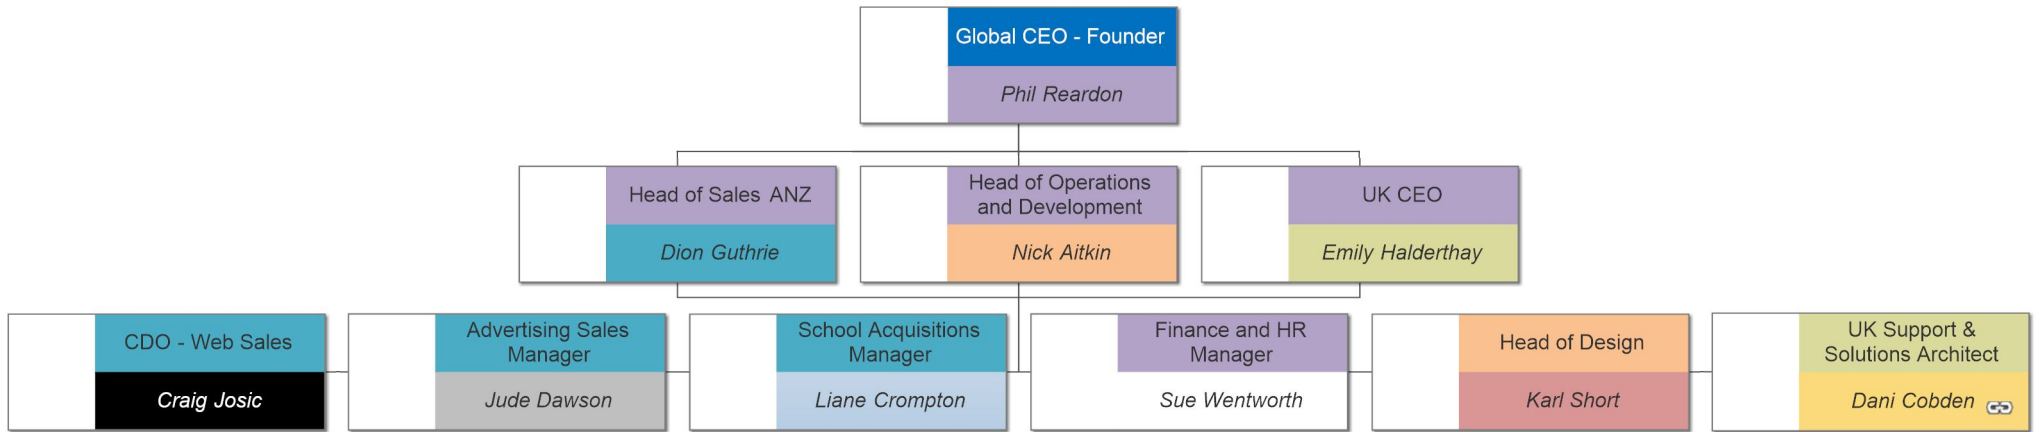 Global CEO - Founder
Phil Reardon
Head of Sales ANZ
Dion Guthrie
Head of Operations
and Development
Nick Aitkin
UK CEO
Emily Halderthay
CDO - Web Sales
Craig Josic
Advertising Sales
Manager
Jude Dawson
School Acquisitions
Manager
Liane Crompton
Finance and HR
Manager
Sue Wentworth
Head of Design
Karl Short
UK Support &
Solutions Architect
Dani Cobden